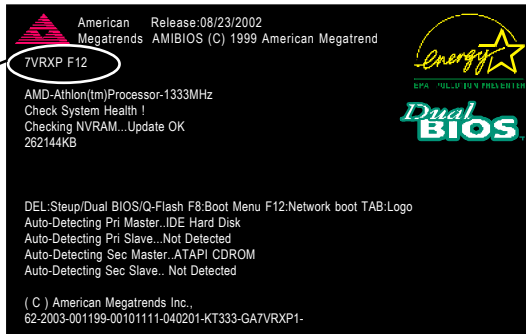 American Release:08/23/2002
Megatrends AMIBIOS (C) 1999 American Megatrend
7VRXP F12
energy
EPA POLLUTION PREVENTER
AMD-Athlon(tm)Processor-1333MHz
Check System Health !
Checking NVRAM...Update OK
262144KB
Dual
BIOS
DEL:Steup/Dual BIOS/Q-Flash F8:Boot Menu F12:Network boot TAB:Logo
Auto-Detecting Pri Master..IDE Hard Disk
Auto-Detecting Pri Slave...Not Detected
Auto-Detecting Sec Master..ATAPI CDROM
Auto-Detecting Sec Slave.. Not Detected
( C ) American Megatrends Inc.,
62-2003-001199-00101111-040201-KT333-GA7VRXP1-